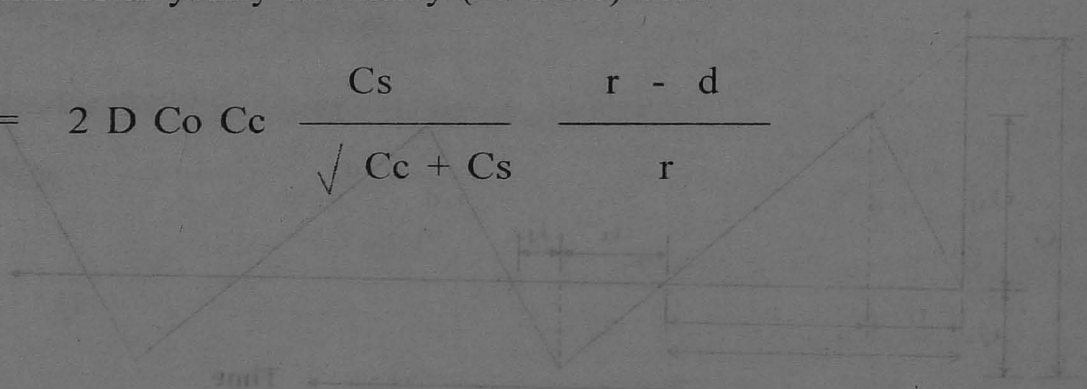 Cs r - d
= 2 D Co Cc
√ Cc + Cs r